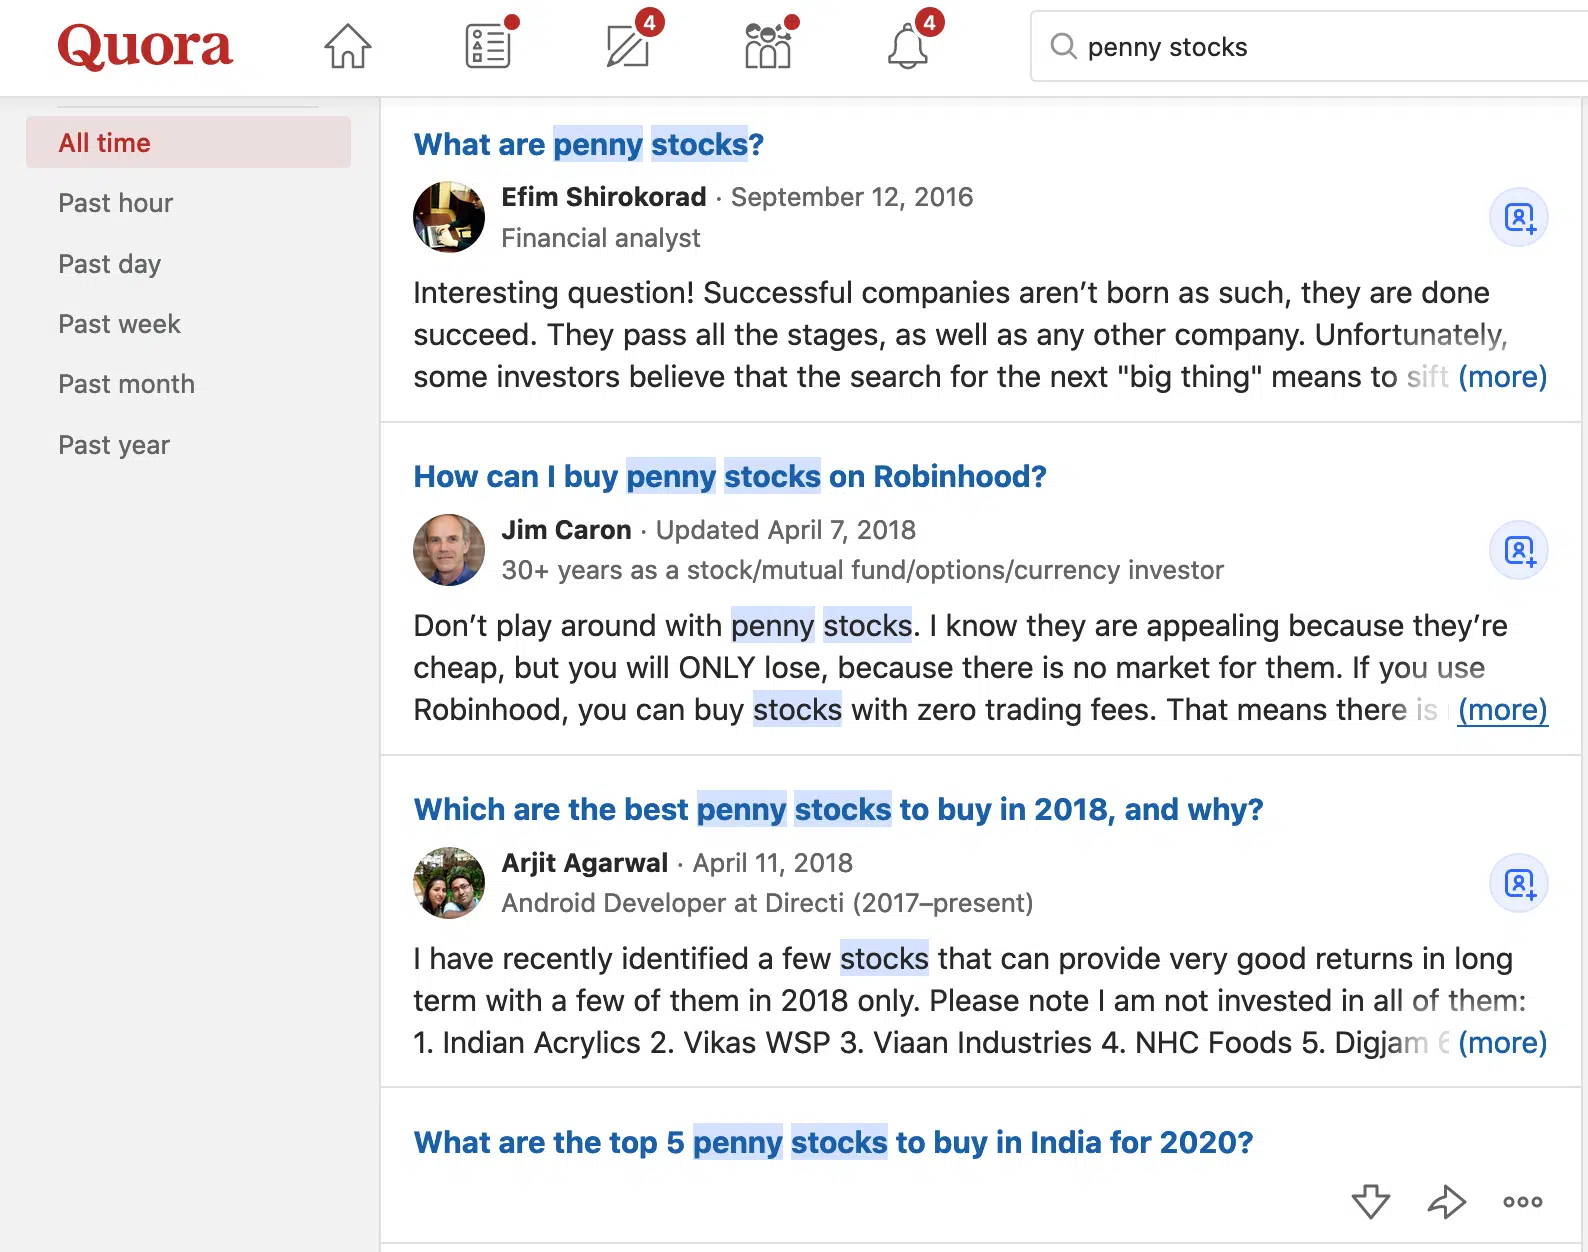 Quora
4
4
penny stocks
All time
Past hour
Past day
Past week
Past month
Past year
What are penny stocks?
Efim Shirokorad · September 12, 2016
Financial analyst
Interesting question! Successful companies aren’t born as such, they are done
succeed. They pass all the stages, as well as any other company. Unfortunately,
some investors believe that the search for the next "big thing" means to sift (more)
How can I buy penny stocks on Robinhood?
Jim Caron · Updated April 7, 2018
30+ years as a stock/mutual fund/options/currency investor
Don’t play around with penny stocks. I know they are appealing because they’re
cheap, but you will ONLY lose, because there is no market for them. If you use
Robinhood, you can buy stocks with zero trading fees. That means there is (more)
Which are the best penny stocks to buy in 2018, and why?
Arjit Agarwal · April 11, 2018
Android Developer at Directi (2017–present)
I have recently identified a few stocks that can provide very good returns in long
term with a few of them in 2018 only. Please note I am not invested in all of them:
1. Indian Acrylics 2. Vikas WSP 3. Viaan Industries 4. NHC Foods 5. Digjam 6 (more)
What are the top 5 penny stocks to buy in India for 2020?